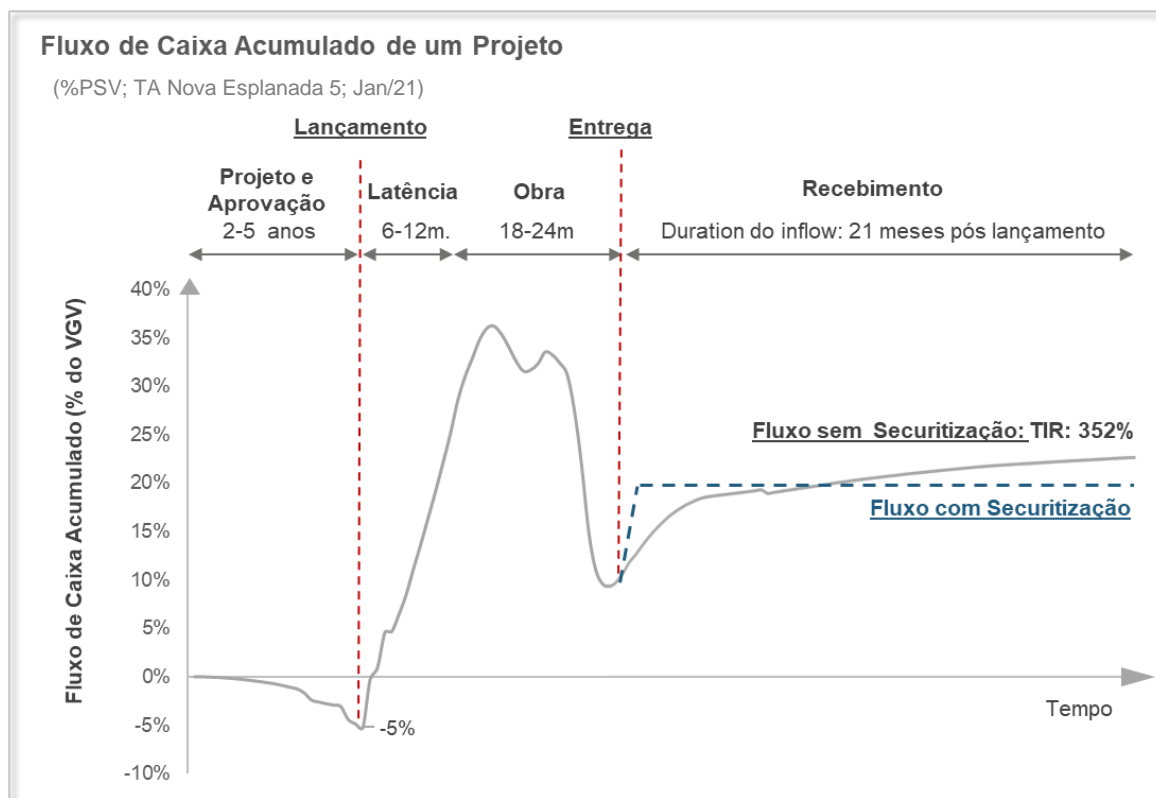 Fluxo de Caixa Acumulado de um Projeto
(%PSV; TA Nova Esplanada 5; Jan/21)
Lançamento
Entrega
Projeto e
Aprovação
2-5 anos
Latência
6-12m.
Obra
18-24m
Recebimento
Duration do inflow: 21 meses pós lançamento
Fluxo de Caixa Acumulado (% do VGV)
40%
35%
30%
25%
20%
15%
10%
5%
0%
-5%
-10%
-5%
Fluxo sem Securitização: TIR: 352%
Fluxo com Securitização
Tempo